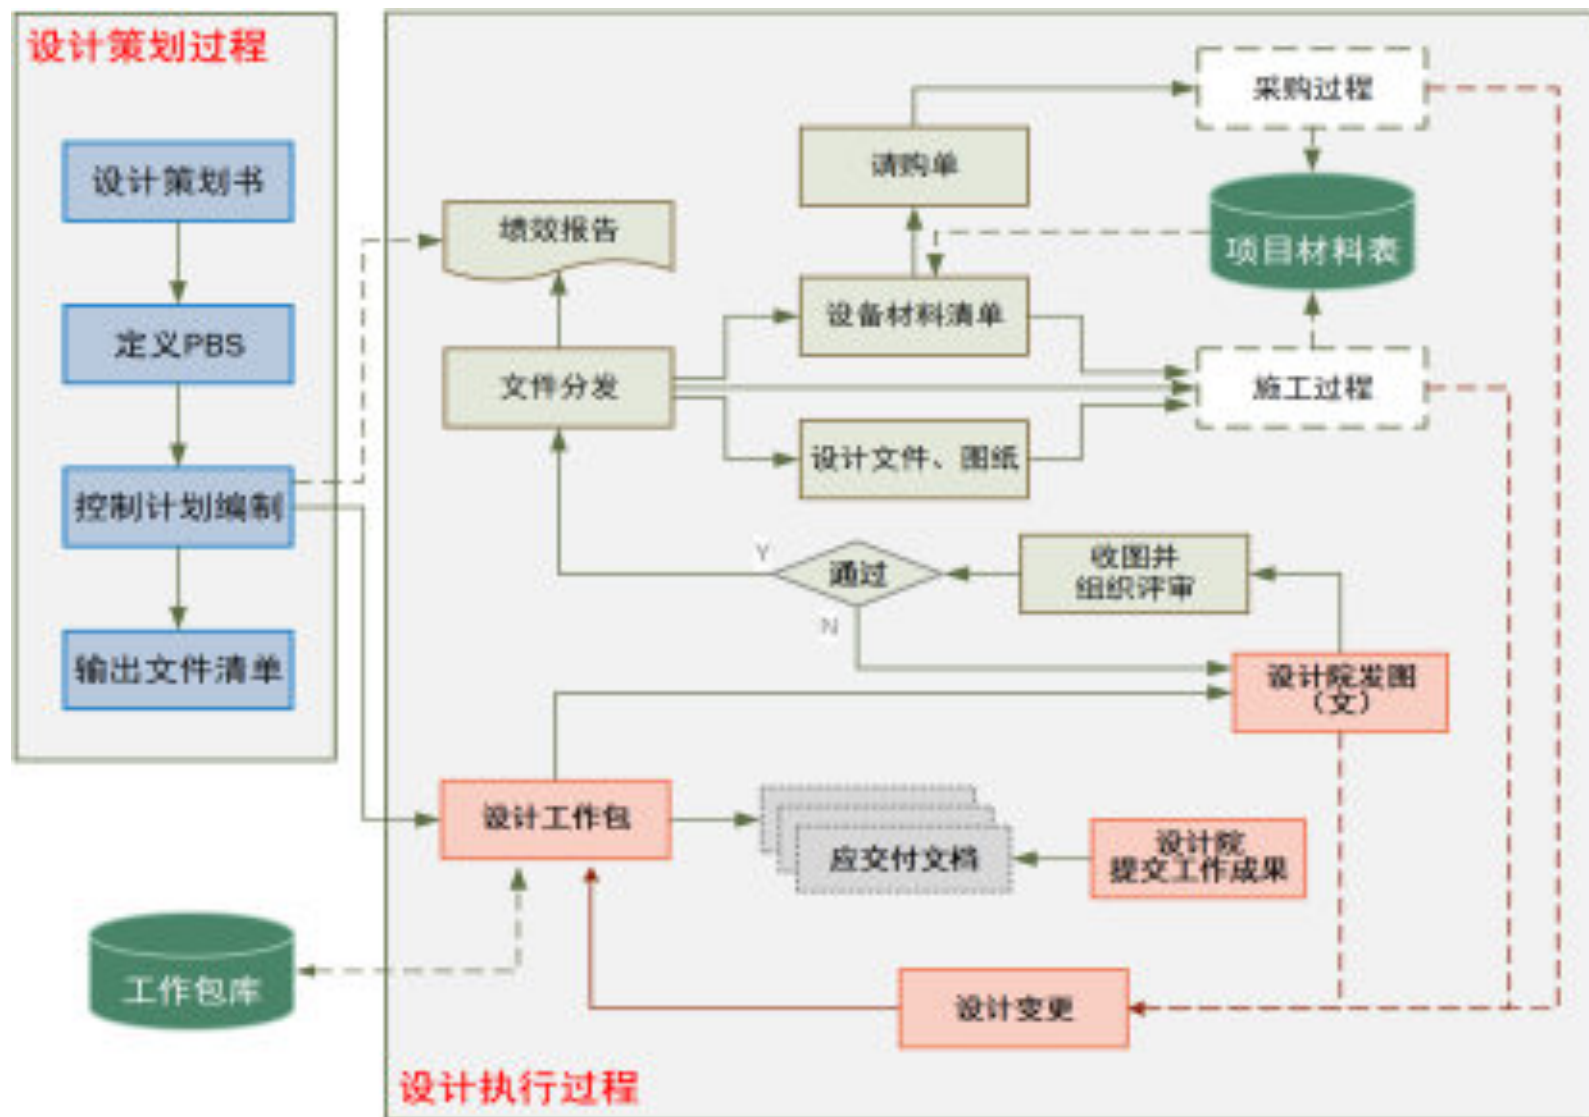 设计策划过程
设计策划书
定义PBS
控制计划编制
输出文件清单
工作包库
采购过程
请购单
绩效报告
项目材料表
设备材料清单
文件分发
施工过程
设计文件、图纸
Y
通过
N
收图并
组织评审
设计院发图
（文）
设计工作包
应交付文档
设计院
提交工作成果
设计变更
设计执行过程